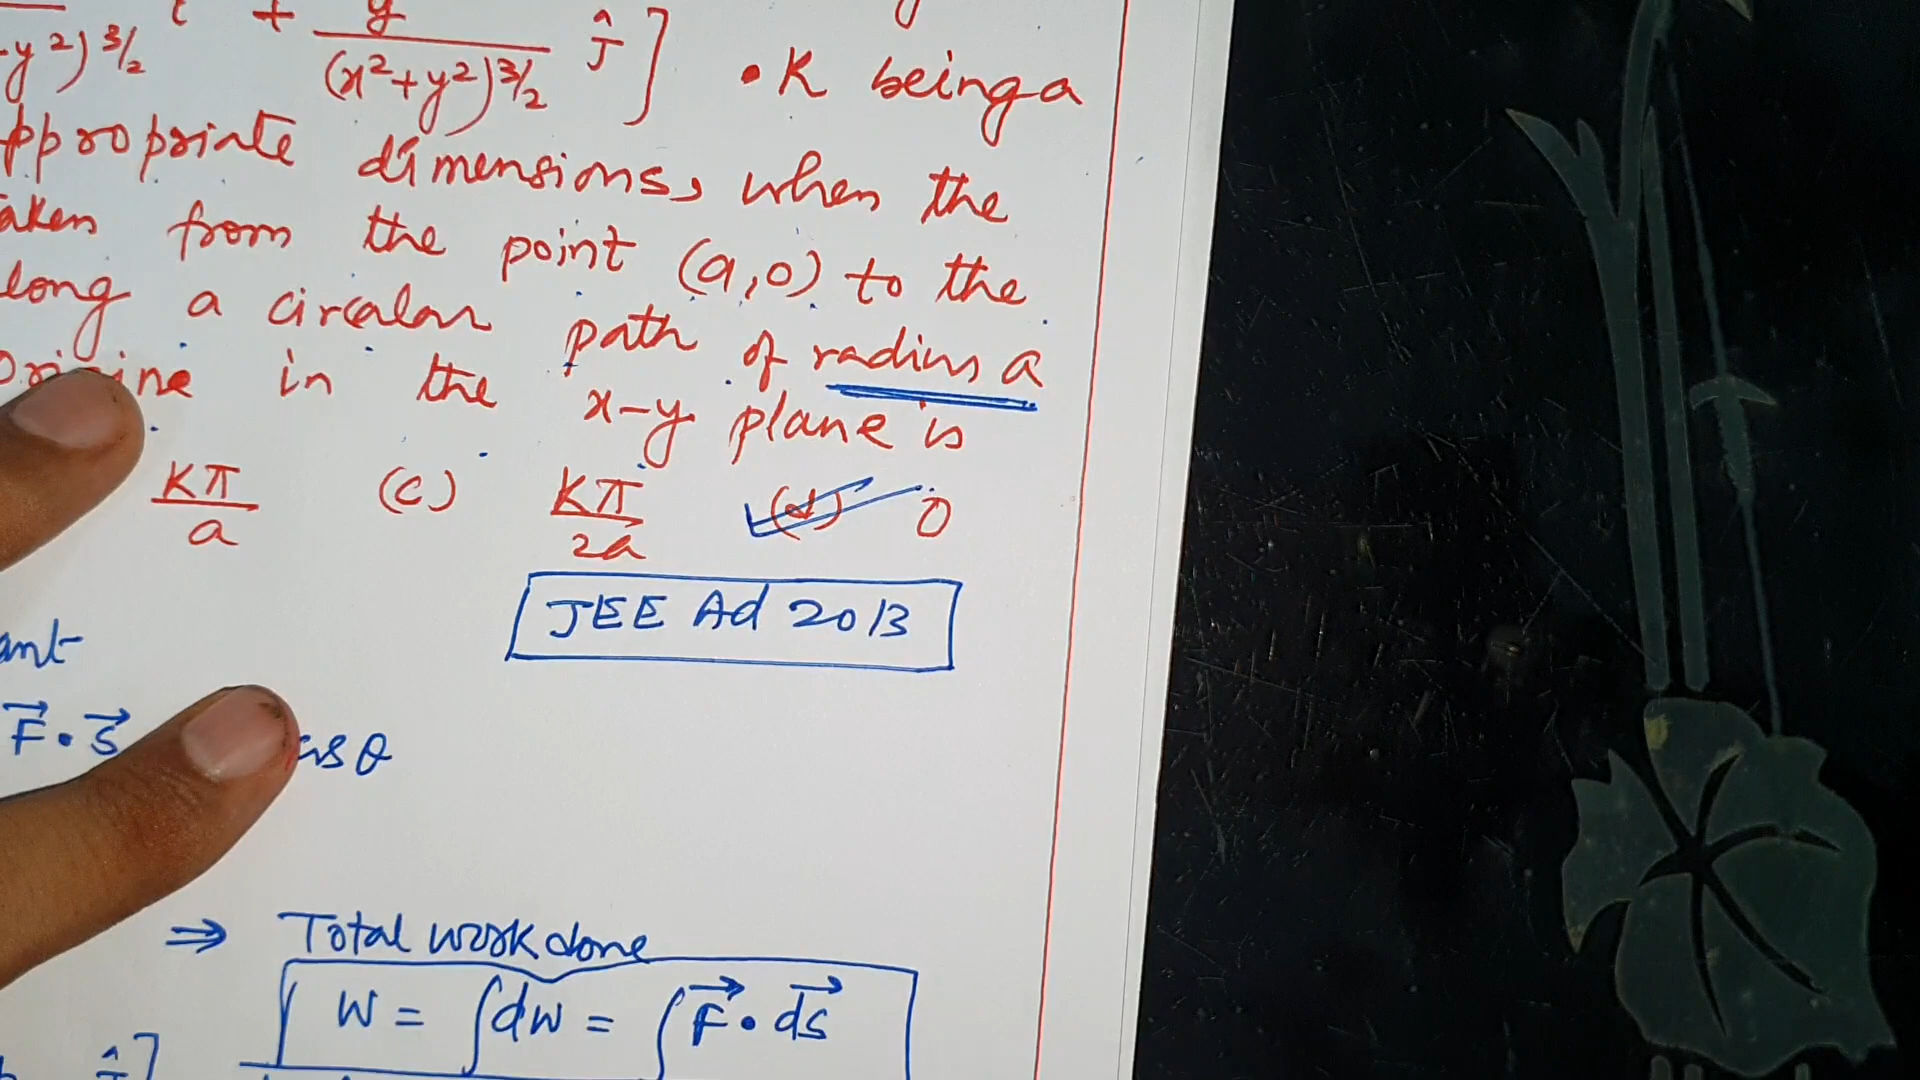 y²)^3/2 î + y/(x²+y²)^3/2 ĵ] • K being a
ppropriate dimensions, when the
aken from the point (a,0) to the
long a circular path of radius a
in the x-y plane is
Kπ/a (c) Kπ/2a (d) 0
JEE Ad 2013
ant
F⃗ • s⃗ os θ
⇒ Total work done
W = ∫dw = ∫F⃗ • ds⃗
ĵ]